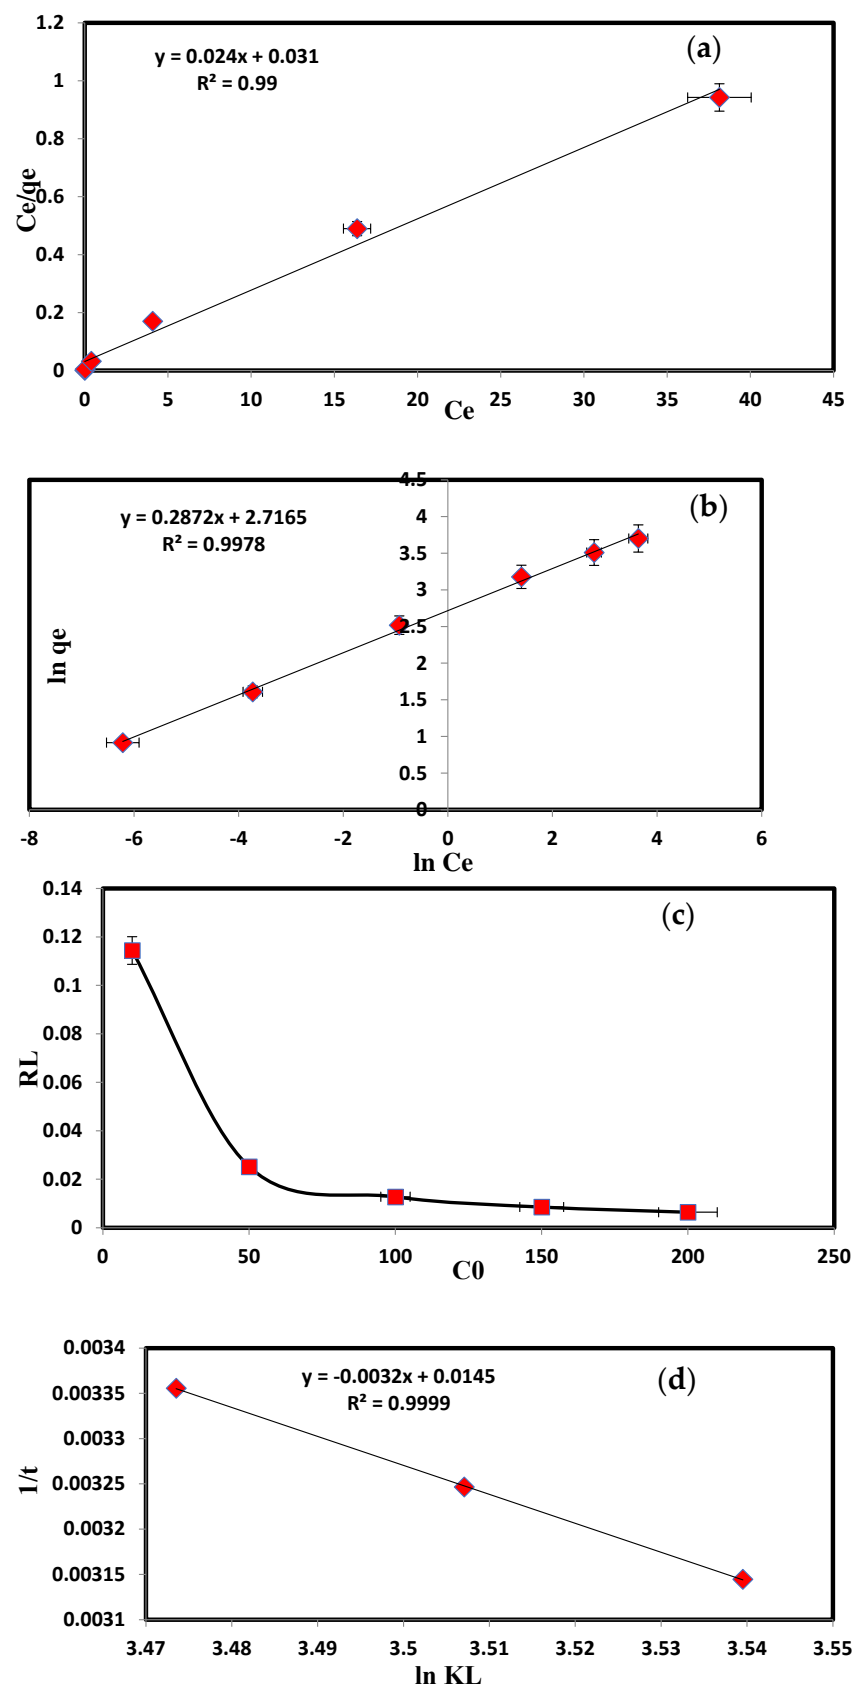 1.2
(a)
y = 0.024x + 0.031
R² = 0.99
1
0.8
Ce/qe
0.6
0.4
0.2
0
0 5 10 15 20 25 30 35 40 45
Ce
4.5
(b)
y = 0.2872x + 2.7165
R² = 0.9978
4
3.5
3
2.5
ln qe
2
1.5
1
0.5
0
-8 -6 -4 -2 0 2 4 6
ln Ce
0.14
(c)
0.12
0.1
0.08
RL
0.06
0.04
0.02
0
0 50 100 150 200 250
C0
0.0034
y = -0.0032x + 0.0145
R² = 0.9999
(d)
0.00335
0.0033
1/t
0.00325
0.0032
0.00315
0.0031
3.47 3.48 3.49 3.5 3.51 3.52 3.53 3.54 3.55
ln KL